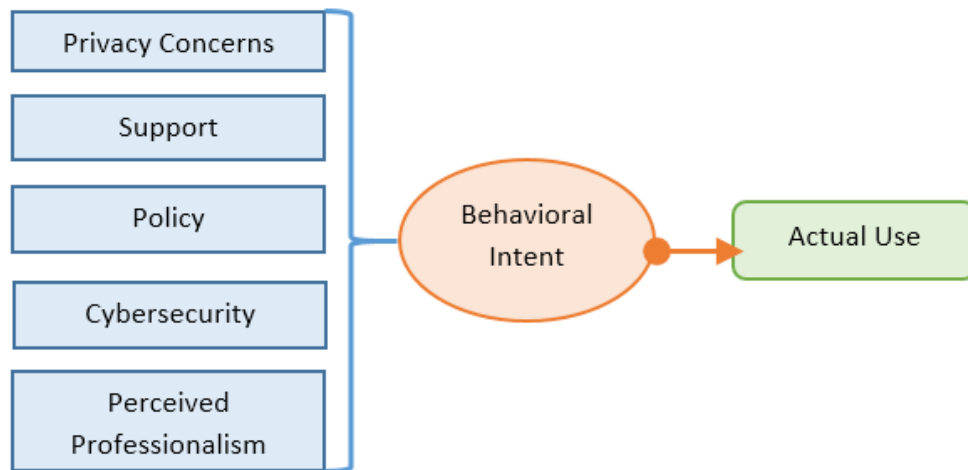 Privacy Concerns
Support
Policy
Cybersecurity
Perceived
Professionalism
Behavioral
Intent
Actual Use